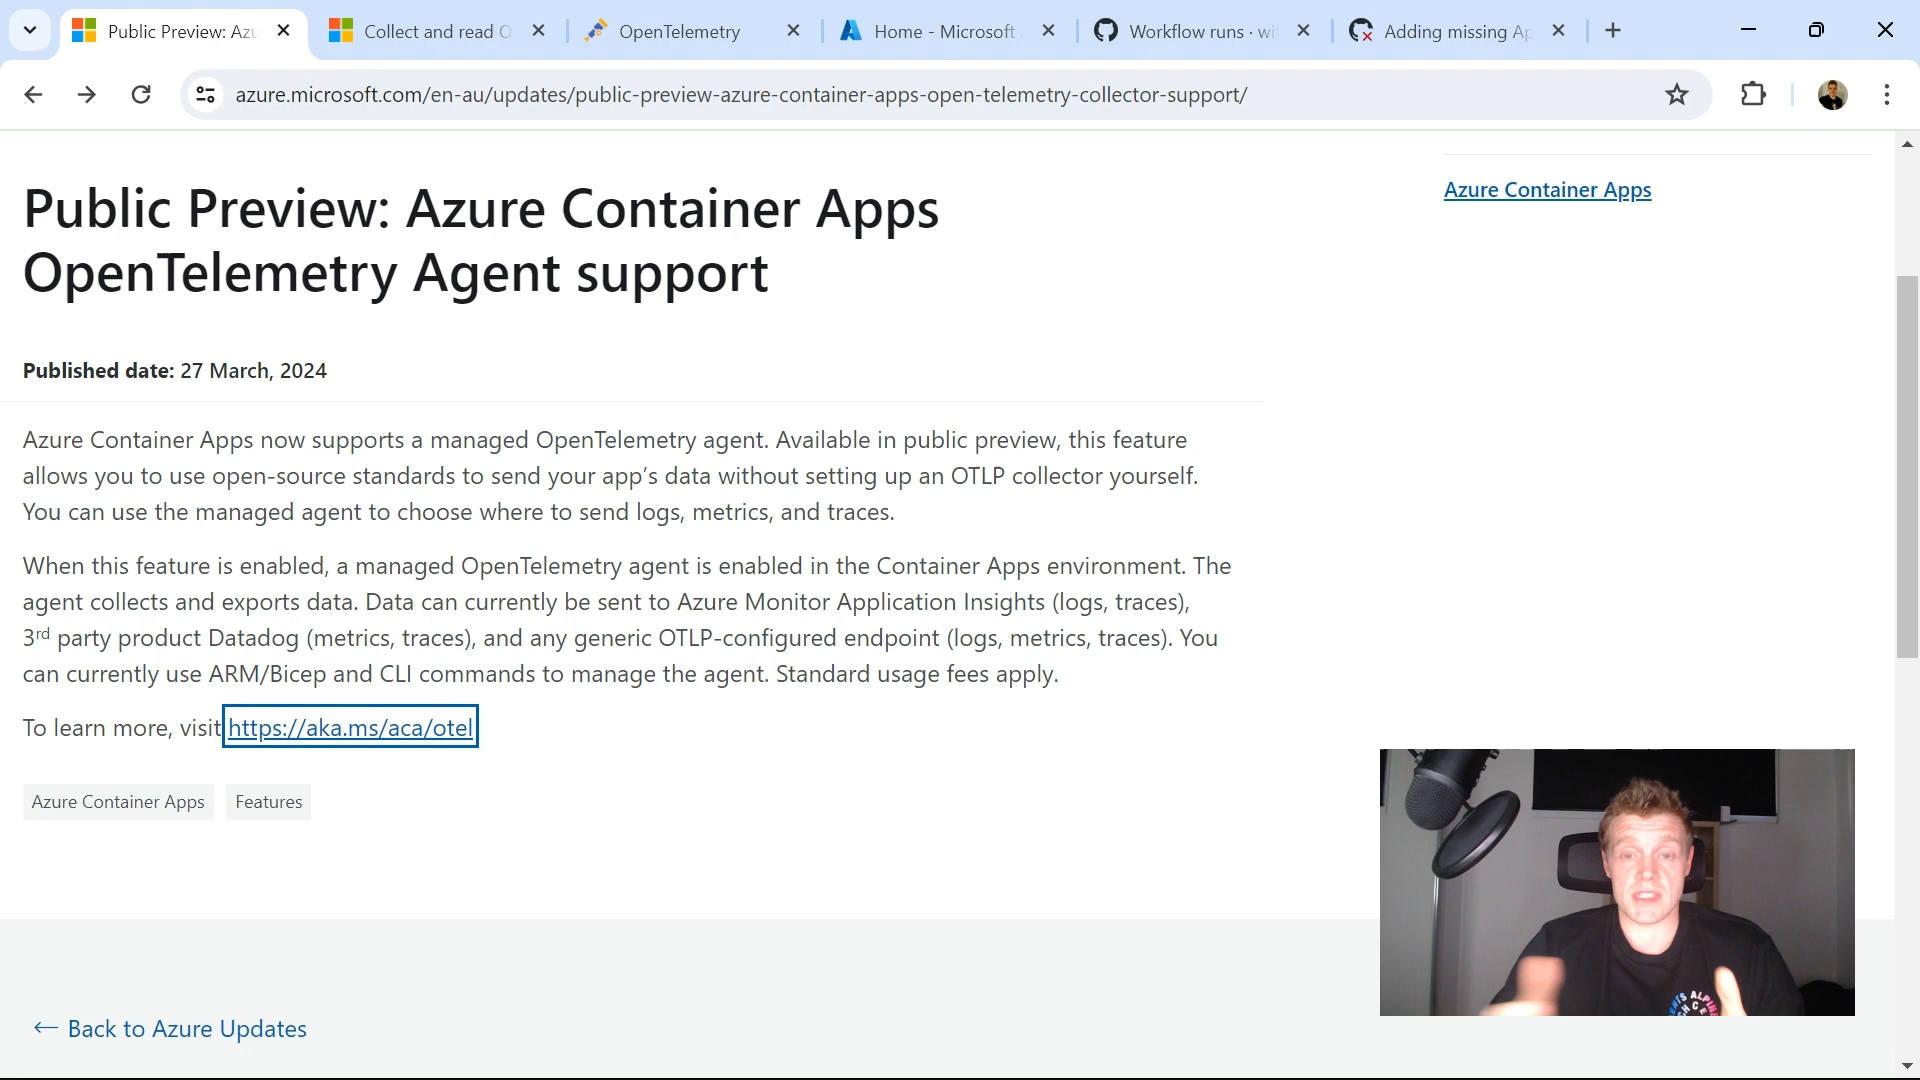 Public Preview: Azu
Collect and read O
OpenTelemetry
Home - Microsoft
Workflow runs · wi
Adding missing Ap
azure.microsoft.com/en-au/updates/public-preview-azure-container-apps-open-telemetry-collector-support/
Azure Container Apps
Public Preview: Azure Container Apps
OpenTelemetry Agent support
Published date: 27 March, 2024
Azure Container Apps now supports a managed OpenTelemetry agent. Available in public preview, this feature
allows you to use open-source standards to send your app’s data without setting up an OTLP collector yourself.
You can use the managed agent to choose where to send logs, metrics, and traces.
When this feature is enabled, a managed OpenTelemetry agent is enabled in the Container Apps environment. The
agent collects and exports data. Data can currently be sent to Azure Monitor Application Insights (logs, traces),
3rd party product Datadog (metrics, traces), and any generic OTLP-configured endpoint (logs, metrics, traces). You
can currently use ARM/Bicep and CLI commands to manage the agent. Standard usage fees apply.
To learn more, visit https://aka.ms/aca/otel
Azure Container Apps
Features
← Back to Azure Updates